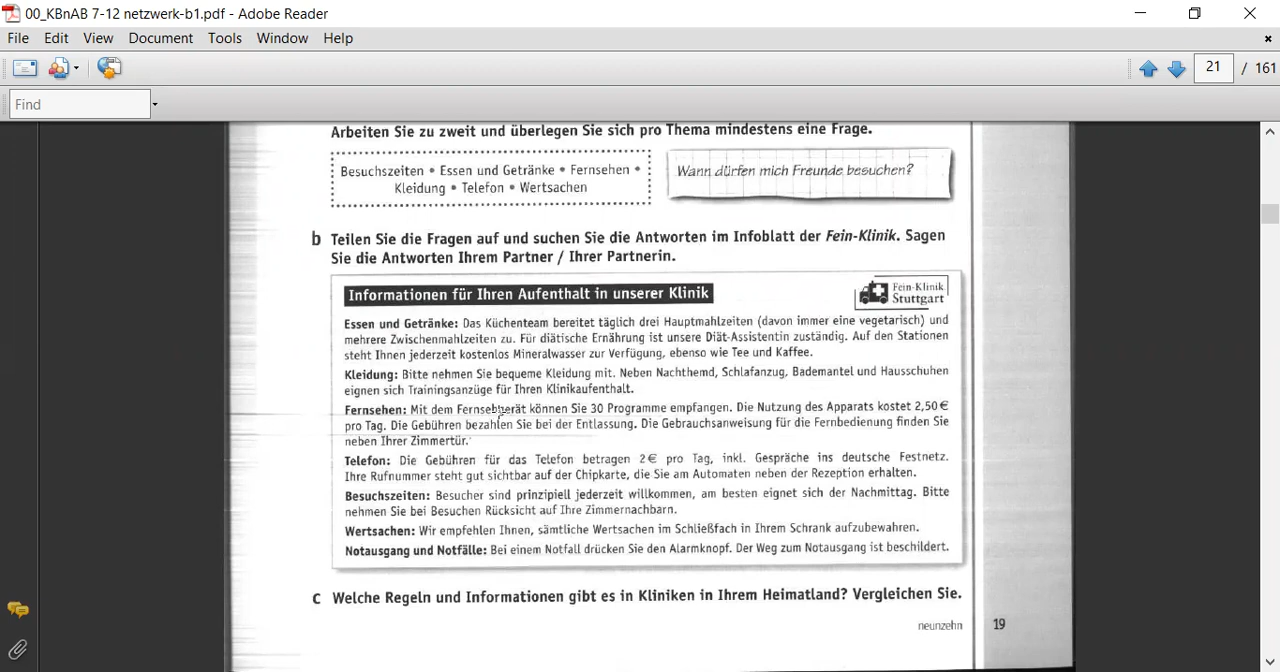 00_KBnAB 7-12 netzwerk-b1.pdf - Adobe Reader
File Edit View Document Tools Window Help
21 / 161
Find
Arbeiten Sie zu zweit und überlegen Sie sich pro Thema mindestens eine Frage.
Besuchszeiten • Essen und Getränke • Fernsehen •
Kleidung • Telefon • Wertsachen
Wann dürfen mich Freunde besuchen?
b Teilen Sie die Fragen auf und suchen Sie die Antworten im Infoblatt der Fein-Klinik. Sagen
Sie die Antworten Ihrem Partner / Ihrer Partnerin.
Informationen für Ihren Aufenthalt in unserer Klinik
Fein-Klinik
Stuttgart
Essen und Getränke: Das Küchenteam bereitet täglich drei Hauptmahlzeiten (davon immer eine vegetarisch) und
mehrere Zwischenmahlzeiten zu. Für diätische Ernährung ist unsere Diät-Assistentin zuständig. Auf den Stationen
steht Ihnen jederzeit kostenlos Mineralwasser zur Verfügung, ebenso wie Tee und Kaffee.
Kleidung: Bitte nehmen Sie bequeme Kleidung mit. Neben Nachthemd, Schlafanzug, Bademantel und Hausschuhen
eignen sich Trainingsanzüge für Ihren Klinikaufenthalt.
Fernsehen: Mit dem Fernsehgerät können Sie 30 Programme empfangen. Die Nutzung des Apparats kostet 2,50 €
pro Tag. Die Gebühren bezahlen Sie bei der Entlassung. Die Gebrauchsanweisung für die Fernbedienung finden Sie
neben Ihrer Zimmertür.
Telefon: Die Gebühren für das Telefon betragen 2 € pro Tag, inkl. Gespräche ins deutsche Festnetz.
Ihre Rufnummer steht gut sichtbar auf der Chipkarte, die Sie am Automaten neben der Rezeption erhalten.
Besuchszeiten: Besucher sind prinzipiell jederzeit willkommen, am besten eignet sich der Nachmittag. Bitte
nehmen Sie bei Besuchen Rücksicht auf Ihre Zimmernachbarn.
Wertsachen: Wir empfehlen Ihnen, sämtliche Wertsachen im Schließfach in Ihrem Schrank aufzubewahren.
Notausgang und Notfälle: Bei einem Notfall drücken Sie den Alarmknopf. Der Weg zum Notausgang ist beschildert.
c Welche Regeln und Informationen gibt es in Kliniken in Ihrem Heimatland? Vergleichen Sie.
neunzehn 19